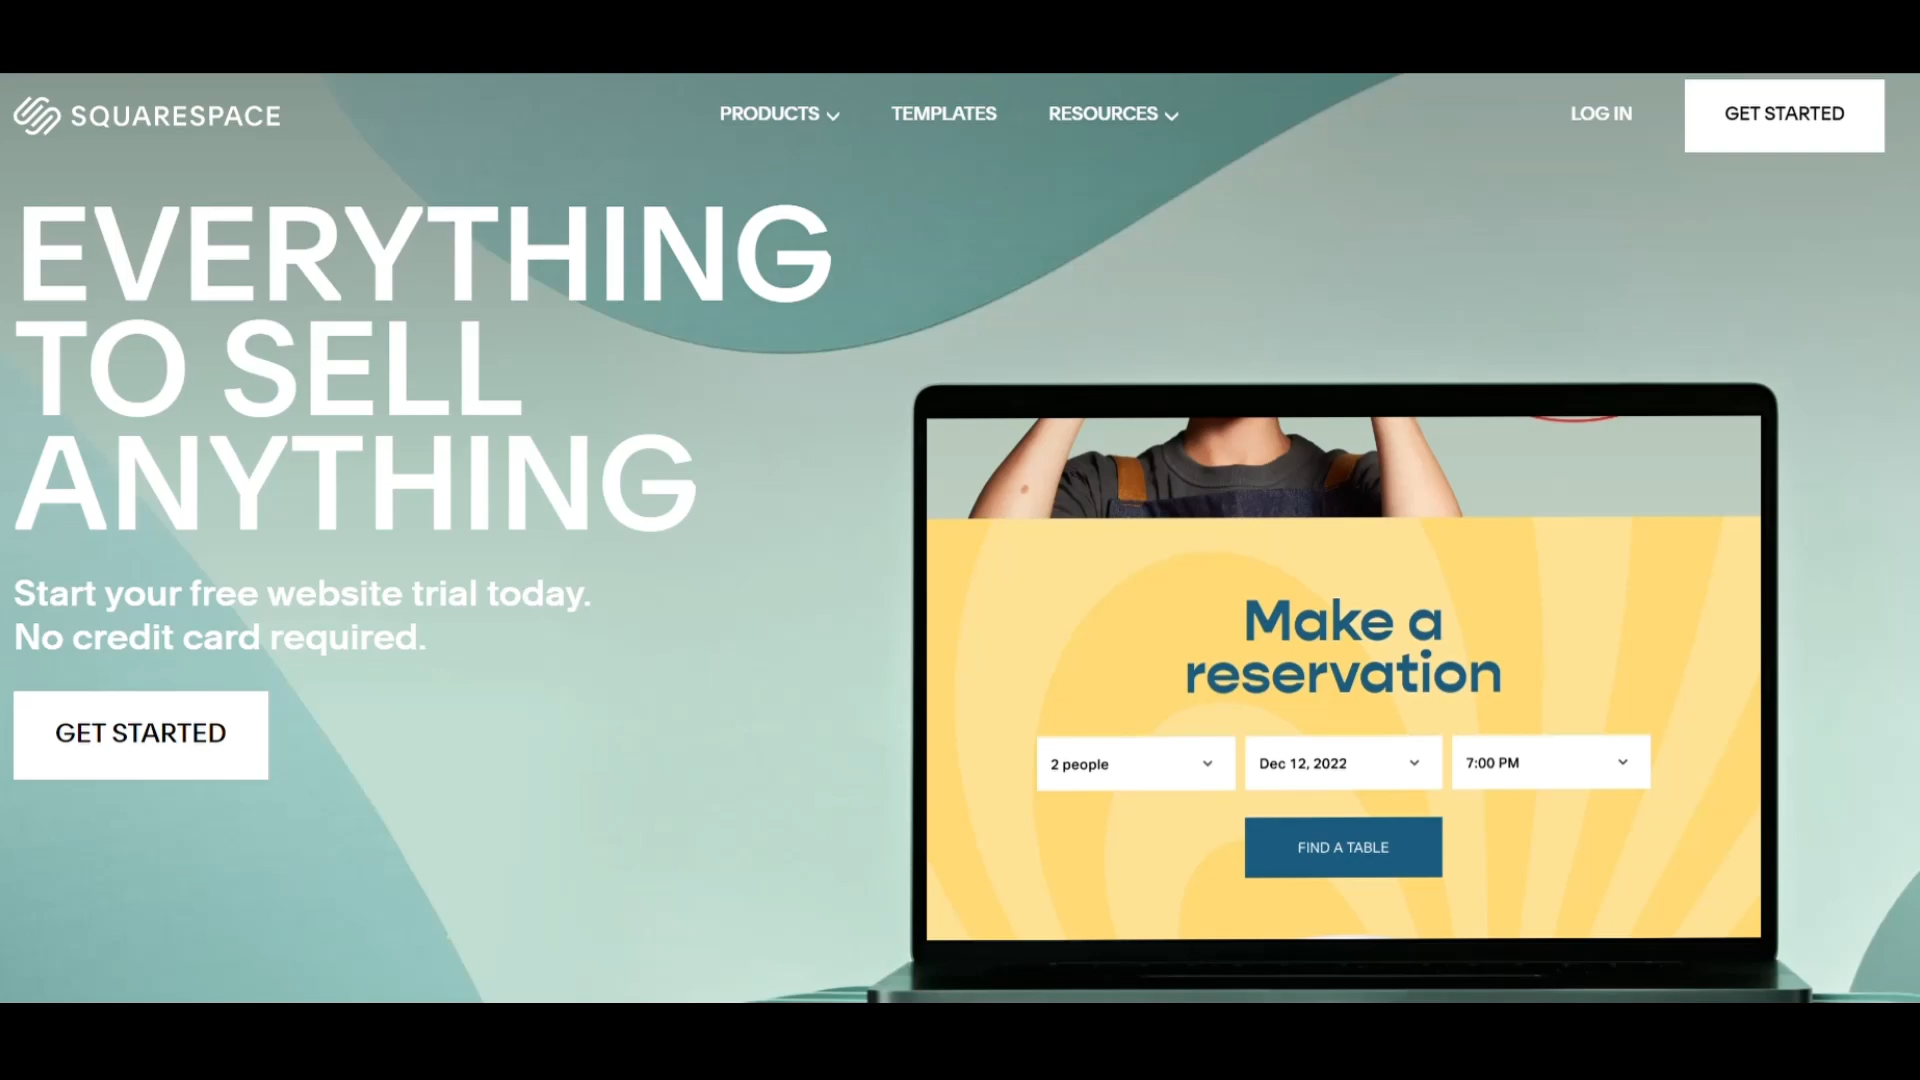 SQUARESPACE
PRODUCTS
TEMPLATES
RESOURCES
LOG IN
GET STARTED
EVERYTHING
TO SELL
ANYTHING
Start your free website trial today.
No credit card required.
GET STARTED
Make a
reservation
2 people
Dec 12, 2022
7:00 PM
FIND A TABLE